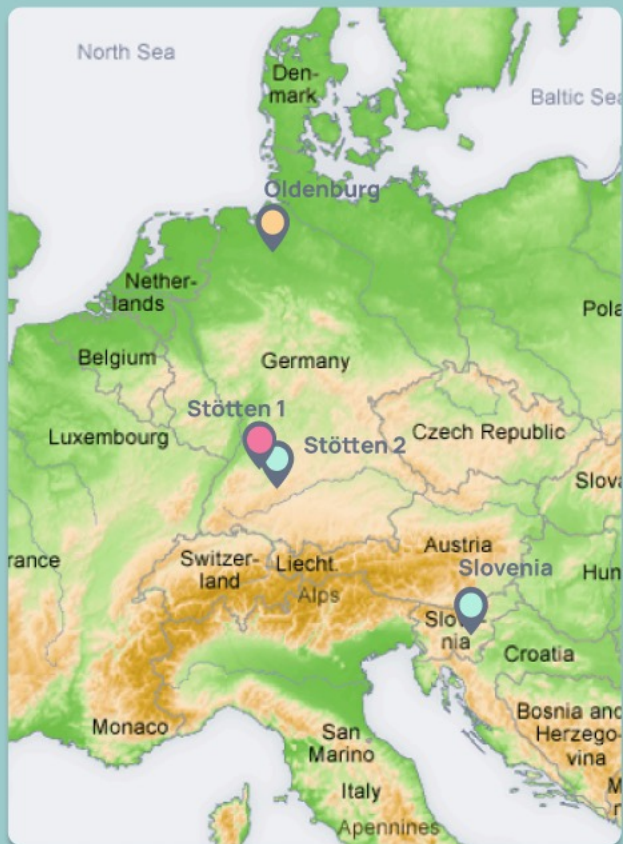 North Sea
Den-
mark
Baltic Sea
Oldenburg
Nether-
lands
Pola
Belgium
Germany
Stötten 1
Luxembourg
Stötten 2
Czech Republic
Slova
rance
Switzer-
land
Liecht.
Austria
Slovenia
Hun
Alps
Slo
nia
Croatia
Monaco
San
Marino
Bosnia and
Herzego-
vina
Italy
Apennines